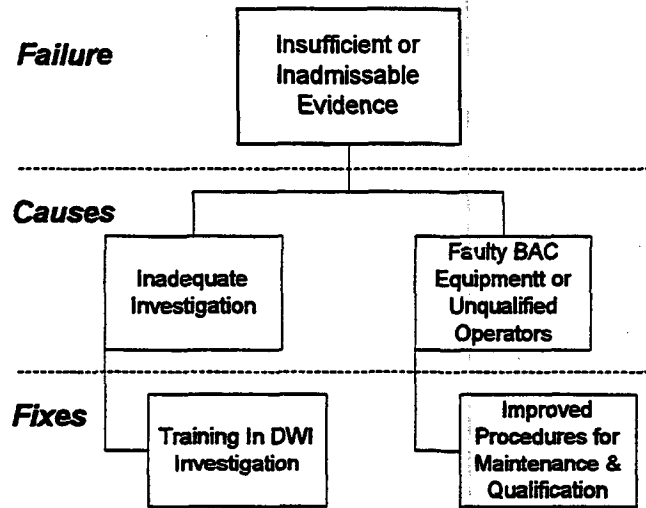 Failure
Insufficient or
Inadmissable
Evidence
Causes
Inadequate
Investigation
Faulty BAC
Equipmentt or
Unqualified
Operators
Fixes
Training In DWI
Investigation
Improved
Procedures for
Maintenance &
Qualification